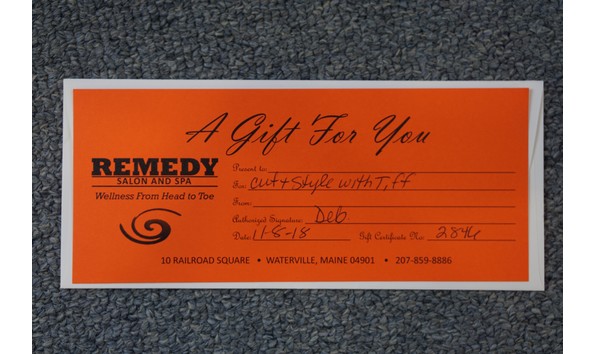 A Gift For You
REMEDY
SALON AND SPA
Wellness From Head to Toe
Present to:
For: Cut + Style with Tiff
From:
Authorized Signature: Deb
Date: 11-8-18 Gift Certificate No: 2846
10 RAILROAD SQUARE • WATERVILLE, MAINE 04901 • 207-859-8886